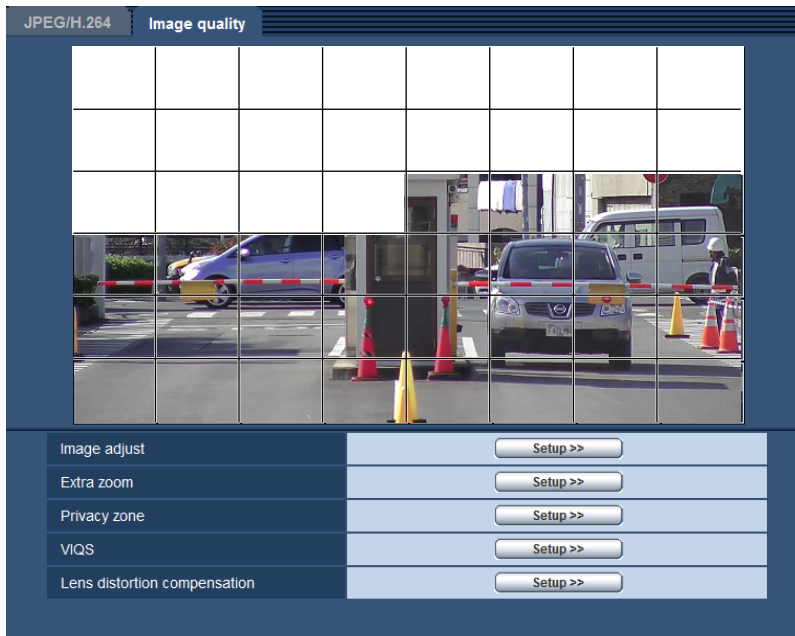 JPEG/H.264 Image quality
Image adjust Setup >>
Extra zoom Setup >>
Privacy zone Setup >>
VIQS Setup >>
Lens distortion compensation Setup >>